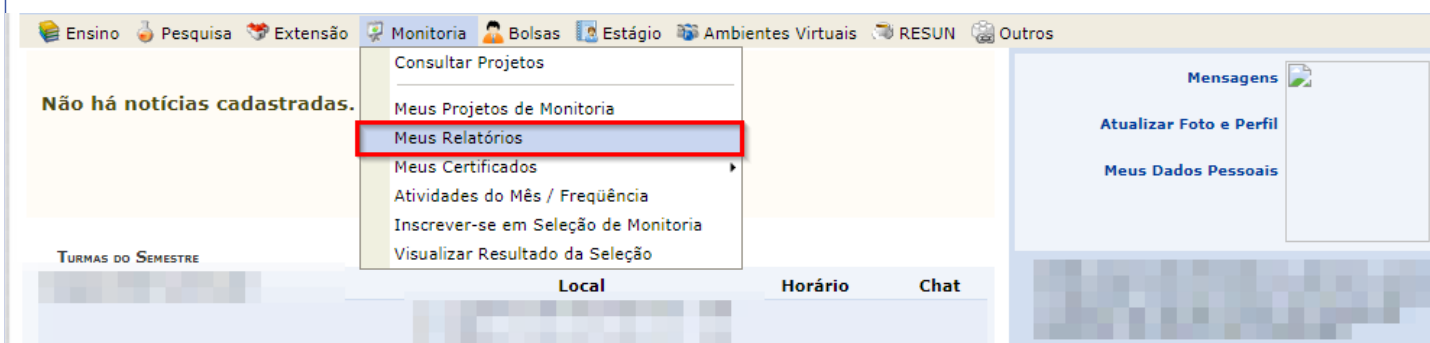 Ensino Pesquisa Extensão Monitoria Bolsas Estágio Ambientes Virtuais RESUN Outros
Consultar Projetos
Não há notícias cadastradas.
Meus Projetos de Monitoria
Meus Relatórios
Meus Certificados
Atividades do Mês / Freqüência
Inscrever-se em Seleção de Monitoria
Visualizar Resultado da Seleção
Mensagens
Atualizar Foto e Perfil
Meus Dados Pessoais
Turmas do Semestre
Local Horário Chat